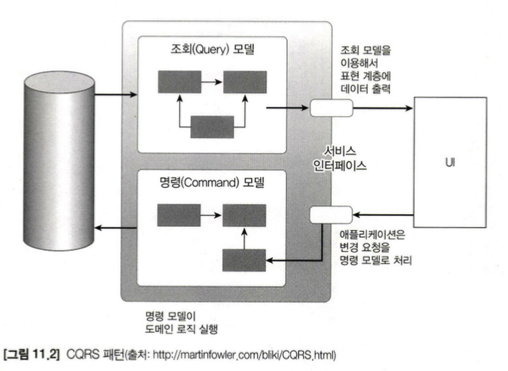 조회(Query) 모델
조회 모델을
이용해서
표현 계층에
데이터 출력
서비스
인터페이스
UI
명령(Command) 모델
애플리케이션은
변경 요청을
명령 모델로 처리
명령 모델이
도메인 로직 실행
[그림 11.2] CQRS 패턴(출처: http://martinfowler.com/bliki/CQRS.html)